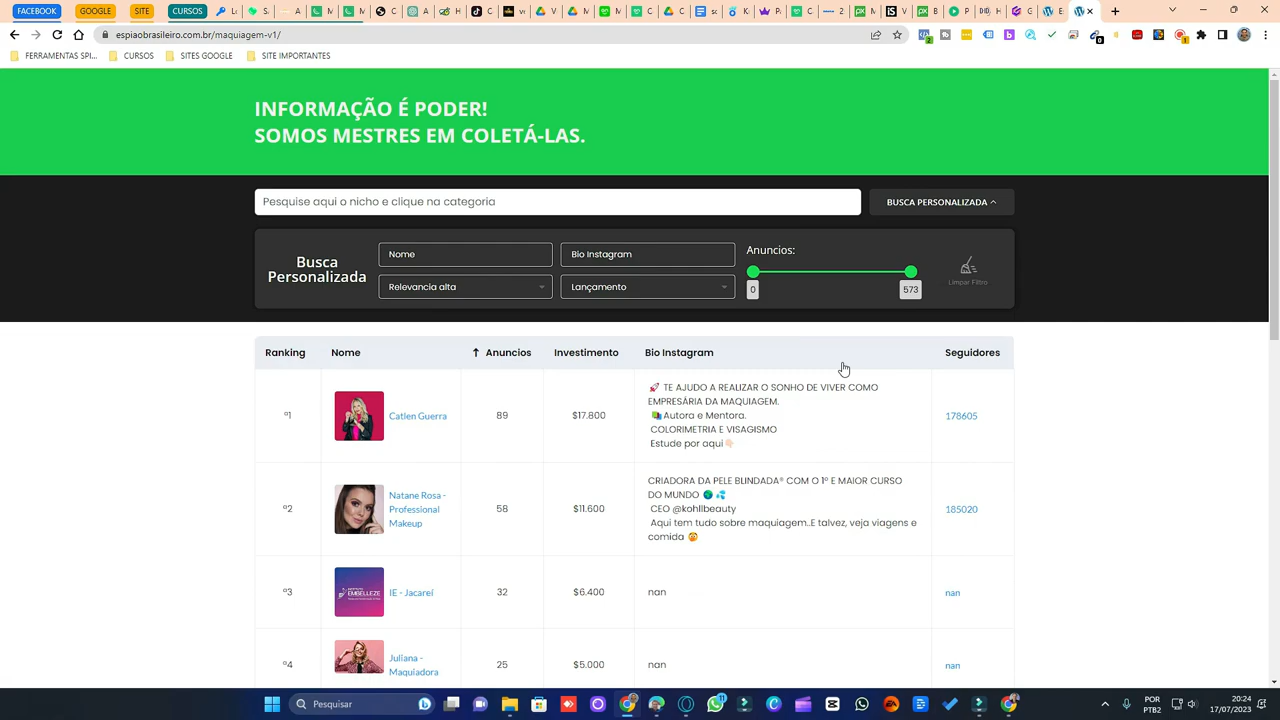 FACEBOOK
GOOGLE
SITE
CURSOS
espiaobrasileiro.com.br/maquiagem-v1/
FERRAMENTAS SPI...
CURSOS
SITES GOOGLE
SITE IMPORTANTES
INFORMAÇÃO É PODER!
SOMOS MESTRES EM COLETÁ-LAS.
Pesquise aqui o nicho e clique na categoria
BUSCA PERSONALIZADA
Busca
Personalizada
Nome
Bio Instagram
Relevancia alta
Lançamento
Anuncios:
0
573
Limpar Filtro
Ranking
Nome
↑ Anuncios
Investimento
Bio Instagram
Seguidores
º1
Catlen Guerra
89
$17.800
🚀 TE AJUDO A REALIZAR O SONHO DE VIVER COMO
EMPRESÁRIA DA MAQUIAGEM.
Autora e Mentora.
COLORIMETRIA E VISAGISMO
Estude por aqui👇🏻
178605
º2
Natane Rosa -
Professional
Makeup
58
$11.600
CRIADORA DA PELE BLINDADA® COM O 1º E MAIOR CURSO
DO MUNDO 🌎 💦
CEO @kohllbeauty
Aqui tem tudo sobre maquiagem..E talvez, veja viagens e
comida
185020
º3
EMBELLEZE
IE - Jacareí
32
$6.400
nan
nan
º4
Juliana -
Maquiadora
25
$5.000
nan
nan
Pesquisar
POR
PTB2
20:24
17/07/2023